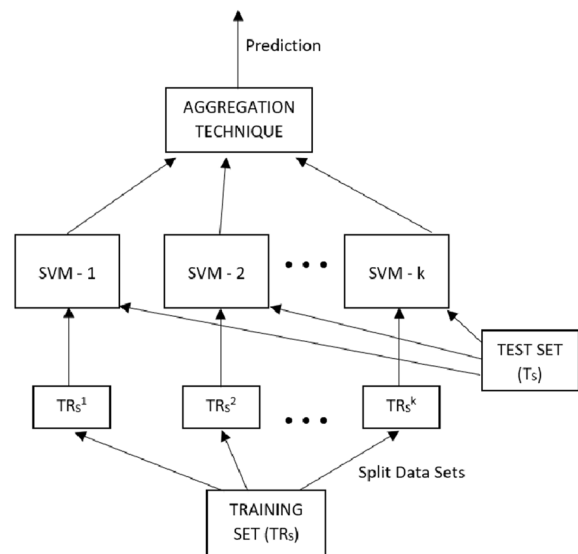 Prediction
AGGREGATION
TECHNIQUE
SVM - 1
SVM - 2
SVM - k
TEST SET
(Ts)
TRs¹
TRs²
TRsᵏ
Split Data Sets
TRAINING
SET (TRs)